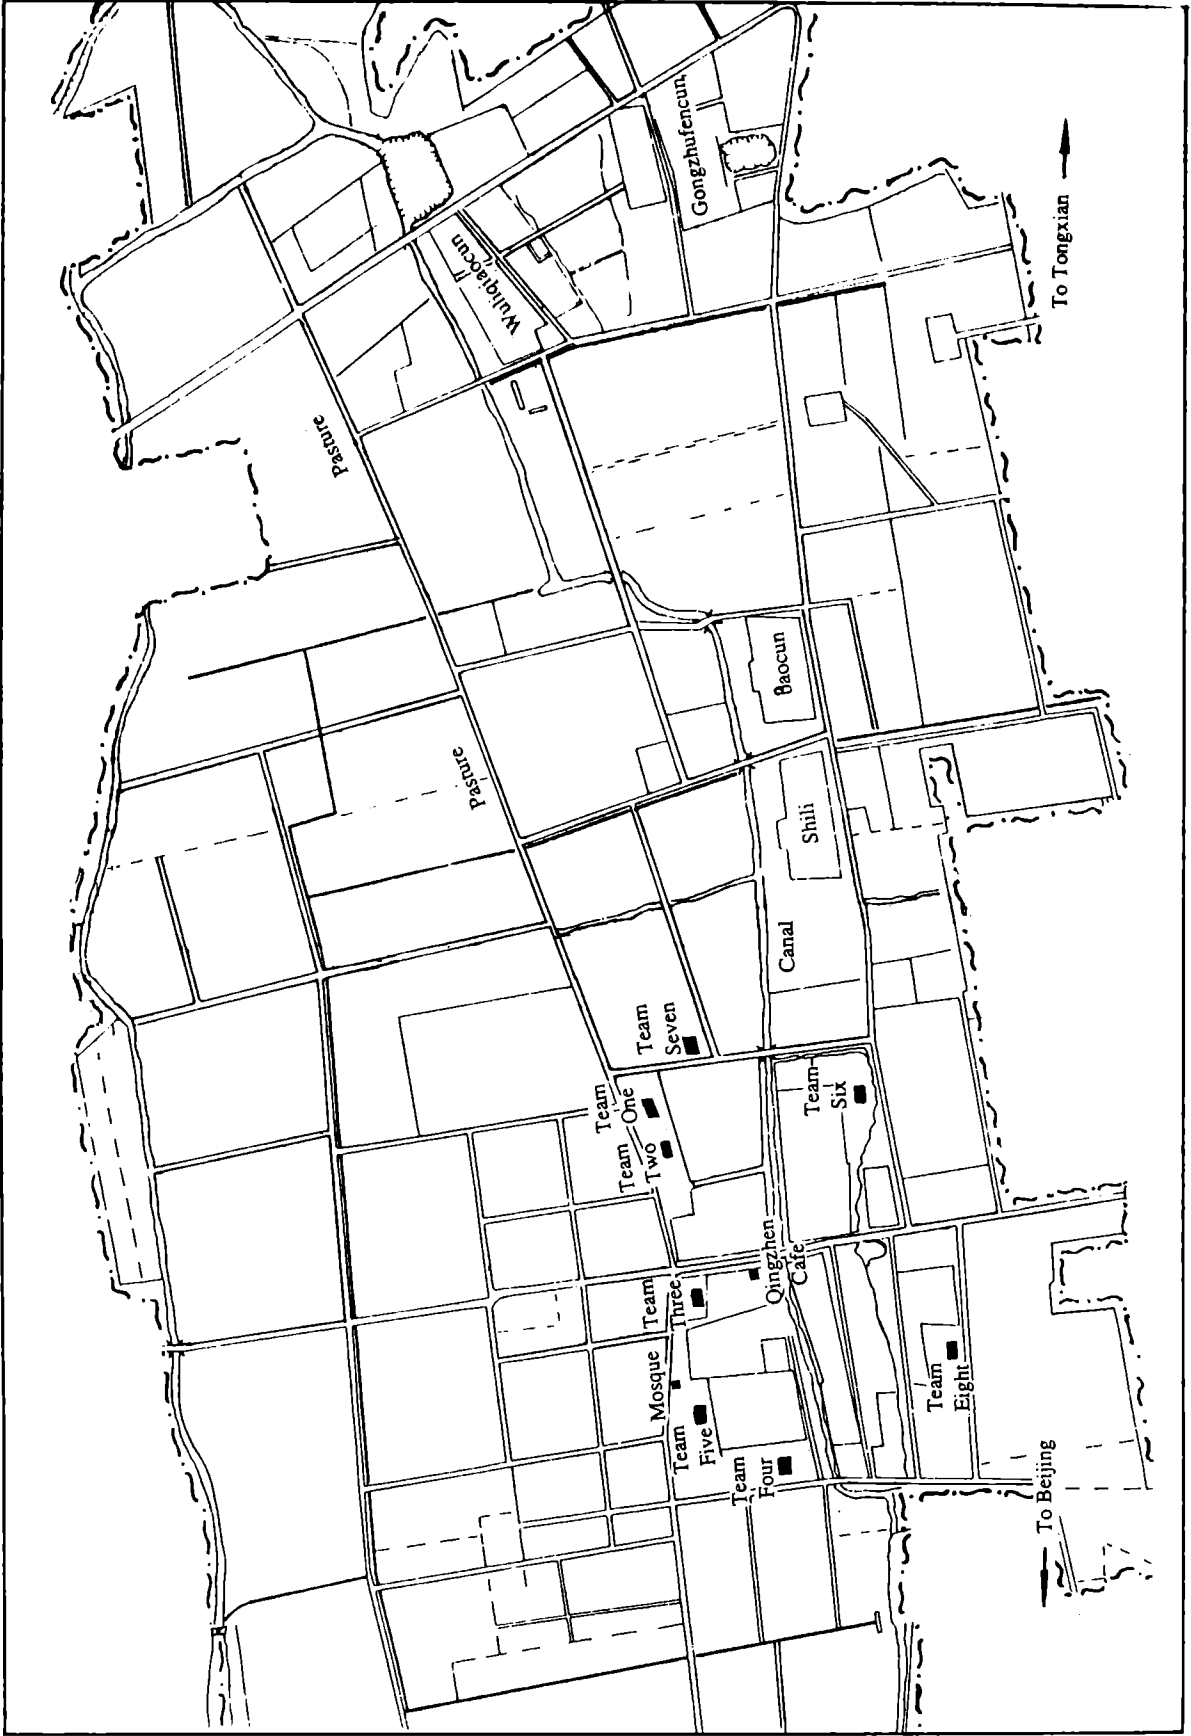 To Beijing
To Tongxian
Team
Eight
Team
Four
Team
Five
Mosque
Team
Three
Qingzhen
Cafe
Team
Two
Team
One
Team
Six
Team
Seven
Canal
Shili
Baocun
Pasture
Pasture
Wuliqiaocun
Gongzhufencun